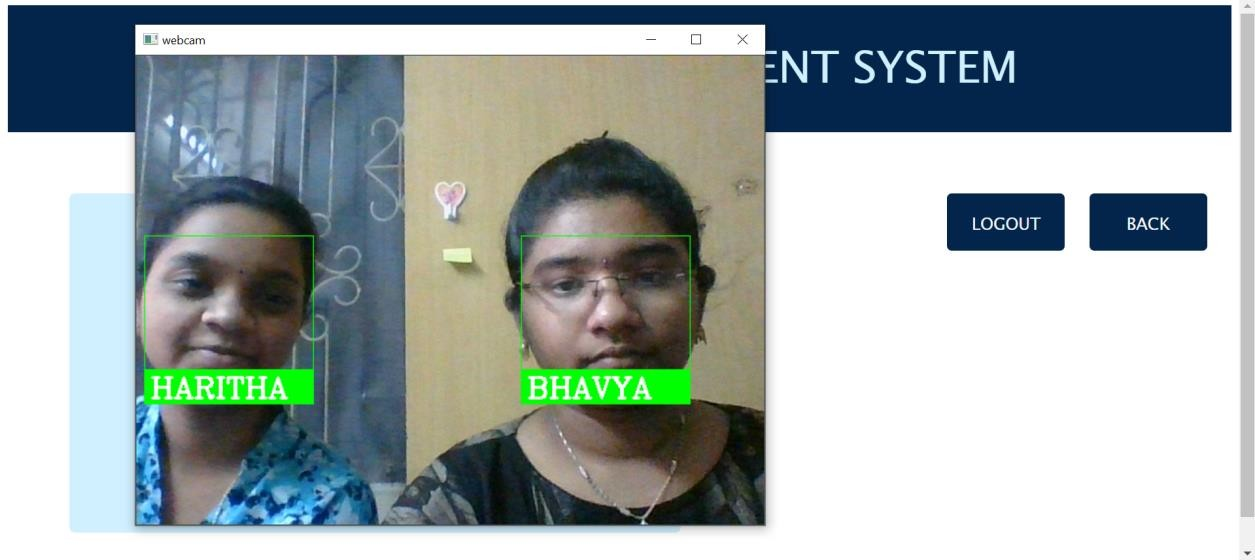 webcam
ENT SYSTEM
LOGOUT
BACK
HARITHA
BHAVYA